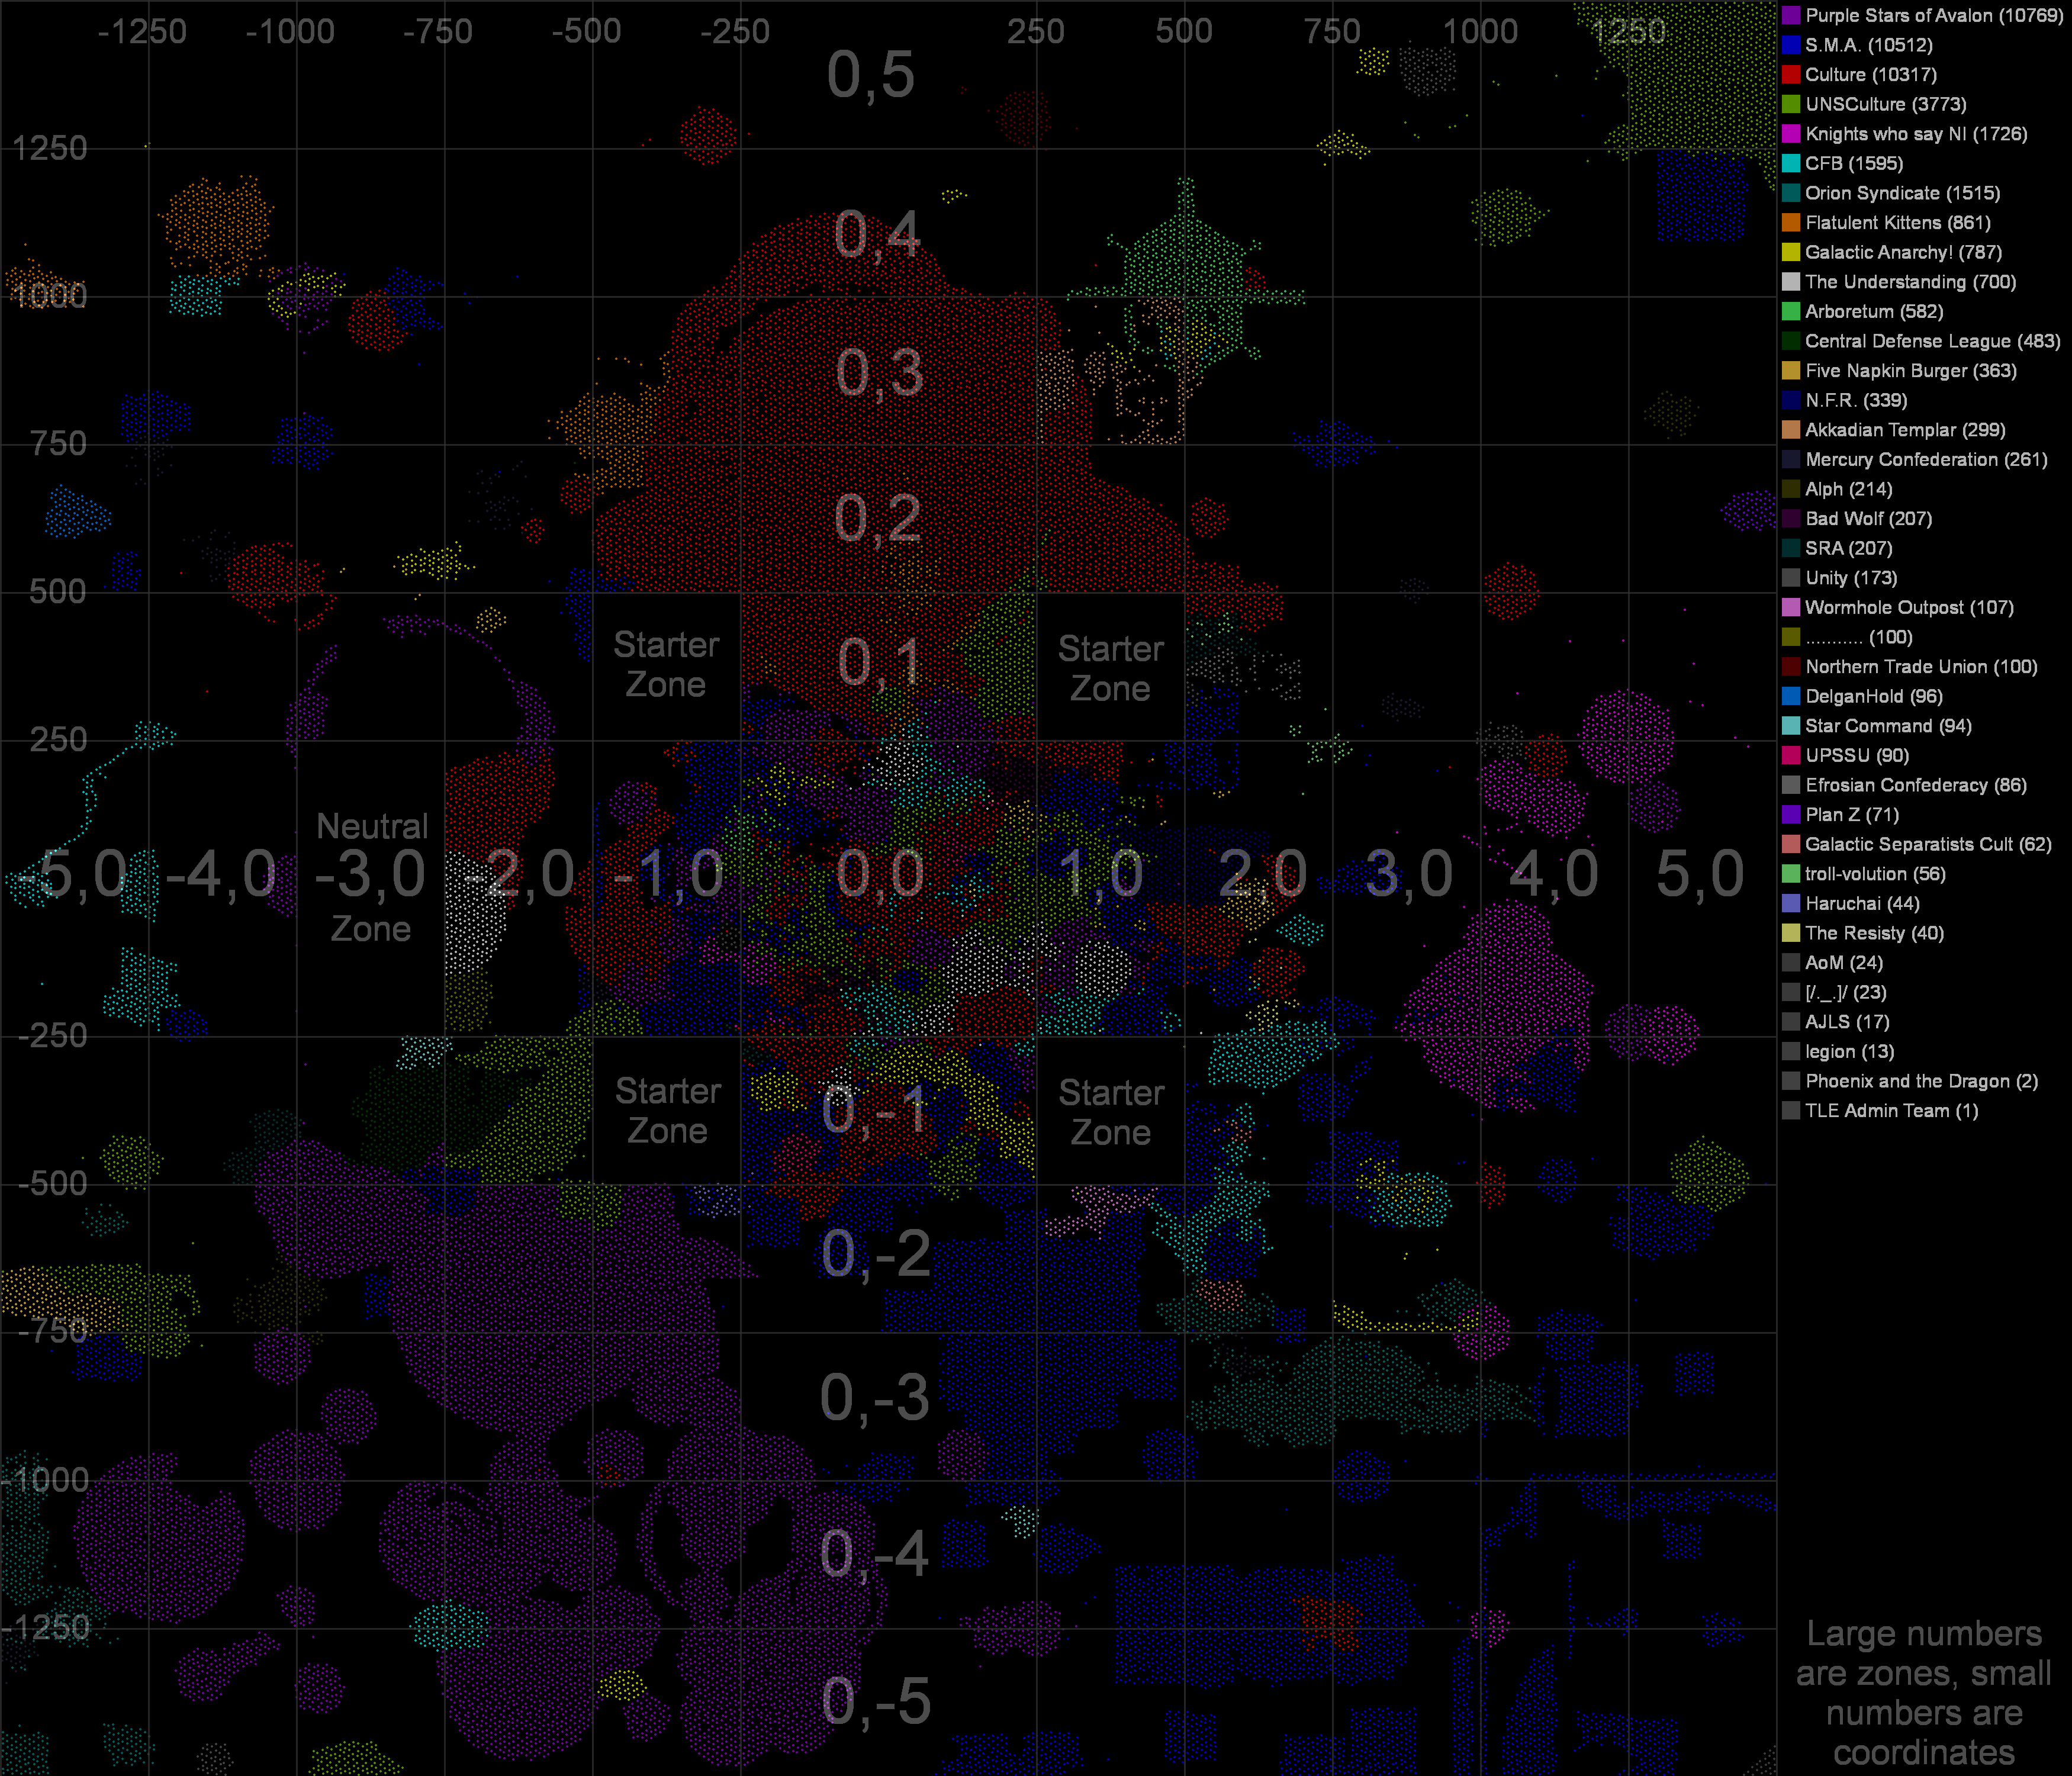 -1250 -1000 -750 -500 -250 250 500 750 1000 1250
0,5
1250
0,4
1000
0,3
750
0,2
500
Starter Zone
Starter Zone
0,1
250
Neutral Zone
-5,0 -4,0 -3,0 -2,0 -1,0 0,0 1,0 2,0 3,0 4,0 5,0
-250
Starter Zone
Starter Zone
0,-1
-500
0,-2
-750
0,-3
-1000
0,-4
-1250
0,-5
Purple Stars of Avalon (10769)
S.M.A. (10512)
Culture (10317)
UNSCulture (3773)
Knights who say NI (1726)
CFB (1595)
Orion Syndicate (1515)
Flatulent Kittens (861)
Galactic Anarchy! (787)
The Understanding (700)
Arboretum (582)
Central Defense League (483)
Five Napkin Burger (363)
N.F.R. (339)
Akkadian Templar (299)
Mercury Confederation (261)
Alph (214)
Bad Wolf (207)
SRA (207)
Unity (173)
Wormhole Outpost (107)
.......... (100)
Northern Trade Union (100)
DelganHold (96)
Star Command (94)
UPSSU (90)
Efrosian Confederacy (86)
Plan Z (71)
Galactic Separatists Cult (62)
troll-volution (56)
Haruchai (44)
The Resisty (40)
AoM (24)
[/._.]/ (23)
AJLS (17)
legion (13)
Phoenix and the Dragon (2)
TLE Admin Team (1)
Large numbers
are zones, small
numbers are
coordinates